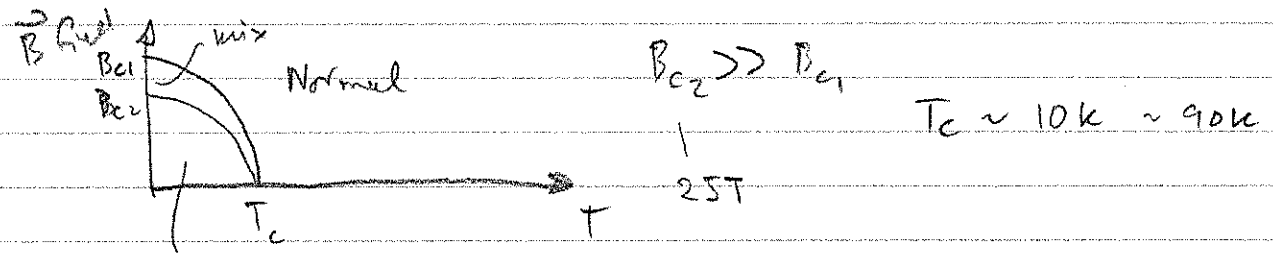 B field
mix
Bc1
Normal
Bc2
Bc2 >> Bc1
Tc ~ 10K ~ 90K
25T
Tc
T